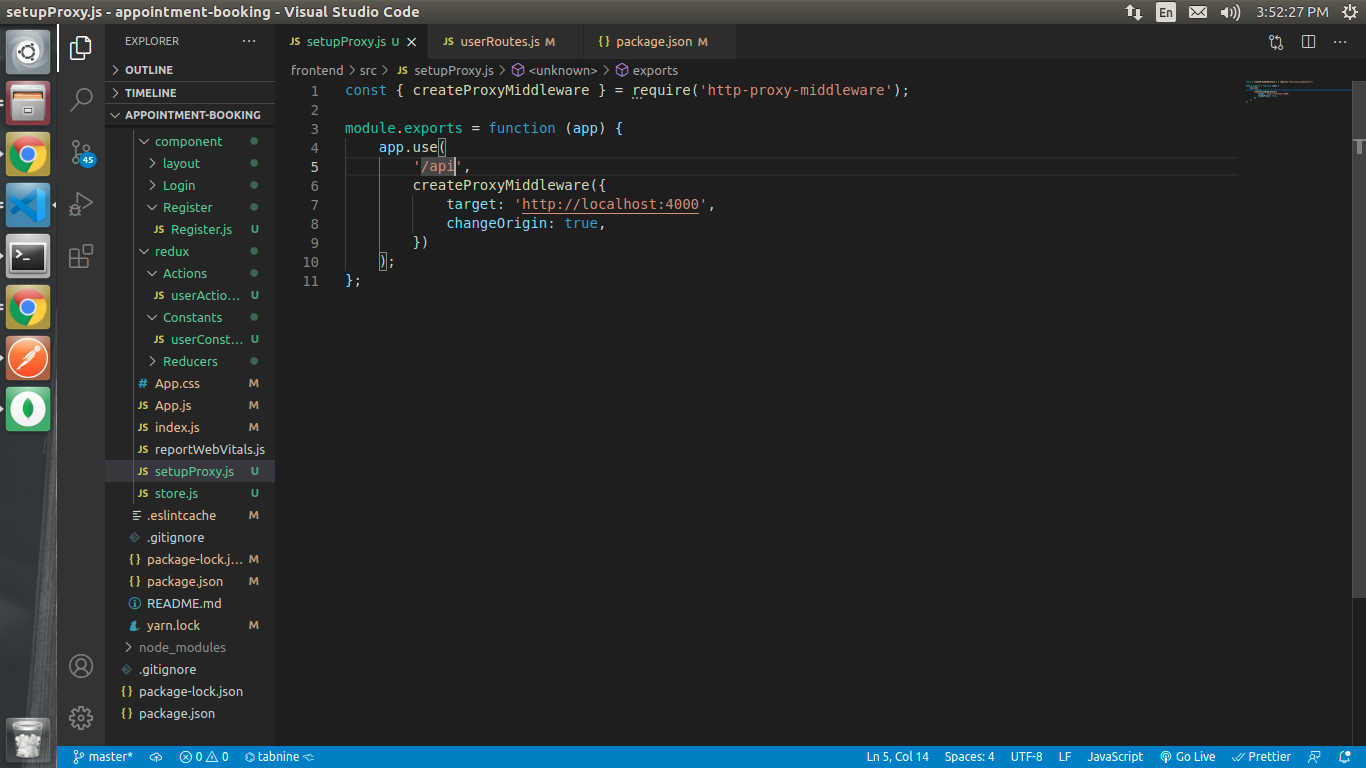 setupProxy.js - appointment-booking - Visual Studio Code
En
3:52:27 PM
EXPLORER
OUTLINE
TIMELINE
APPOINTMENT-BOOKING
component
layout
Login
Register
JS Register.js U
redux
Actions
JS userActio... U
Constants
JS userConst... U
Reducers
# App.css M
JS App.js M
JS index.js M
JS reportWebVitals.js
JS setupProxy.js U
JS store.js U
.eslintcache M
.gitignore
{} package-lock.j... M
{} package.json M
README.md
yarn.lock M
node_modules
.gitignore
{} package-lock.json
{} package.json
45
JS setupProxy.js U
JS userRoutes.js M
{} package.json M
frontend > src > JS setupProxy.js > <unknown> > exports
1 const { createProxyMiddleware } = require('http-proxy-middleware');
2
3 module.exports = function (app) {
4 app.use(
5 '/api',
6 createProxyMiddleware({
7 target: 'http://localhost:4000',
8 changeOrigin: true,
9 })
10 );
11 };
master*
0 0
tabnine
Ln 5, Col 14
Spaces: 4
UTF-8
LF
JavaScript
Go Live
Prettier